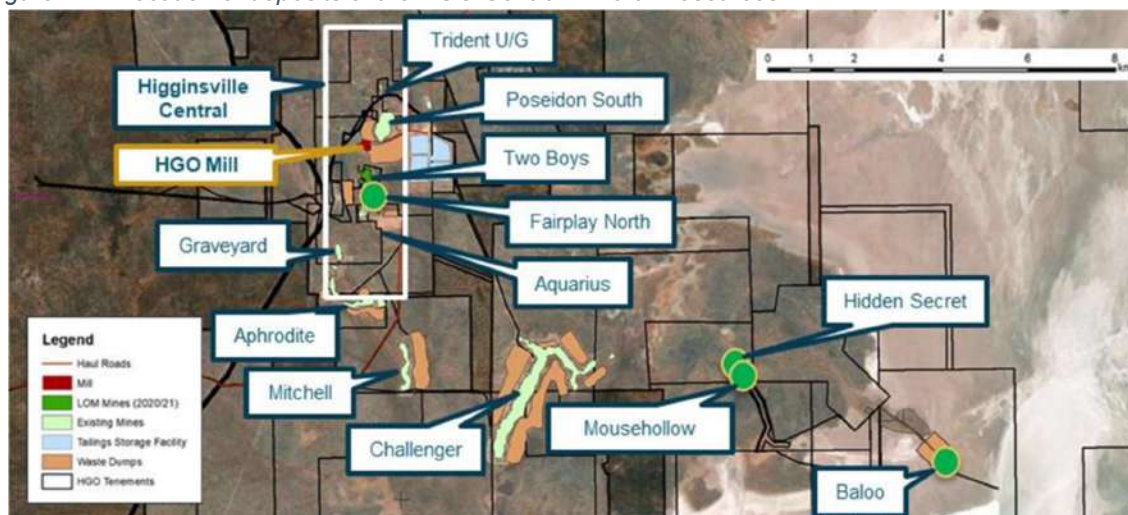 Trident U/G
Higginsville
Central
Poseidon South
HGO Mill
Two Boys
Fairplay North
Graveyard
Aquarius
Hidden Secret
Aphrodite
Mitchell
Challenger
Mousehollow
Baloo
0 2 4 6 8
Legend
Haul Roads
Mill
LOM Mines (2020/21)
Existing Mines
Tailings Storage Facility
Waste Dumps
HGO Tenements